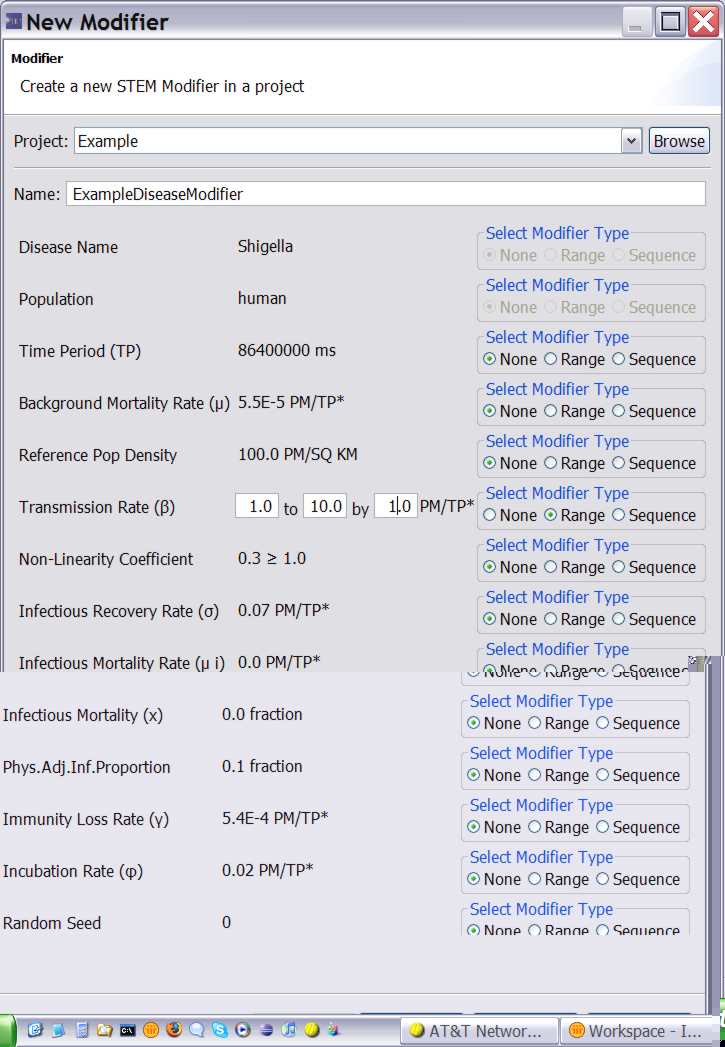 New Modifier
Modifier
Create a new STEM Modifier in a project
Project: Example Browse
Name: ExampleDiseaseModifier
Select Modifier Type
Disease Name Shigella None Range Sequence
Select Modifier Type
Population human None Range Sequence
Select Modifier Type
Time Period (TP) 86400000 ms None Range Sequence
Select Modifier Type
Background Mortality Rate (μ) 5.5E-5 PM/TP* None Range Sequence
Select Modifier Type
Reference Pop Density 100.0 PM/SQ KM None Range Sequence
Select Modifier Type
Transmission Rate (β) 1.0 to 10.0 by 1.0 PM/TP* None Range Sequence
Select Modifier Type
Non-Linearity Coefficient 0.3 ≥ 1.0 None Range Sequence
Select Modifier Type
Infectious Recovery Rate (σ) 0.07 PM/TP* None Range Sequence
Select Modifier Type
Infectious Mortality Rate (μ i) 0.0 PM/TP* None Range Sequence
Select Modifier Type
Infectious Mortality (x) 0.0 fraction None Range Sequence
Select Modifier Type
Phys.Adj.Inf.Proportion 0.1 fraction None Range Sequence
Select Modifier Type
Immunity Loss Rate (γ) 5.4E-4 PM/TP* None Range Sequence
Select Modifier Type
Incubation Rate (φ) 0.02 PM/TP* None Range Sequence
Select Modifier Type
Random Seed 0 None Range Sequence
AT&T Networ... Workspace - I...